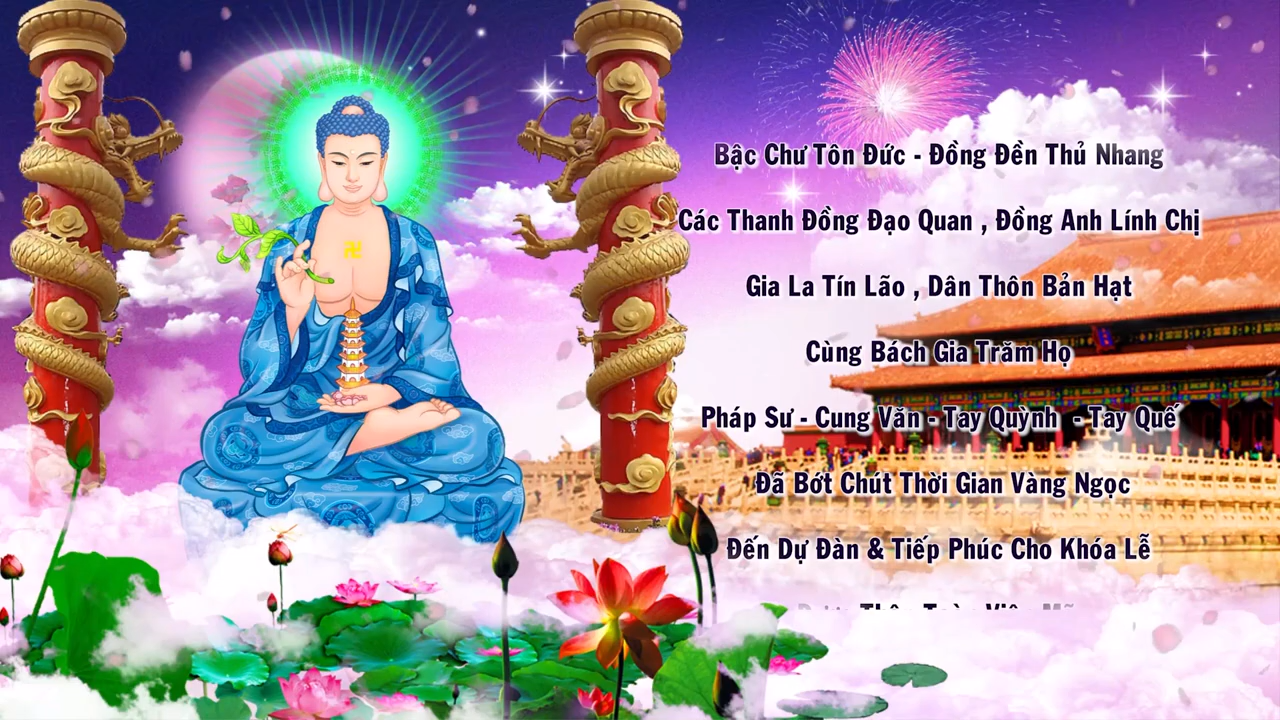 Bậc Chư Tôn Đức - Đồng Đền Thủ Nhang
Các Thanh Đồng Đạo Quan , Đồng Anh Lính Chị
Gia La Tín Lão , Dân Thôn Bản Hạt
Cùng Bách Gia Trăm Họ
Pháp Sư - Cung Văn - Tay Quỳnh - Tay Quế
Đã Bớt Chút Thời Gian Vàng Ngọc
Đến Dự Đàn & Tiếp Phúc Cho Khóa Lễ